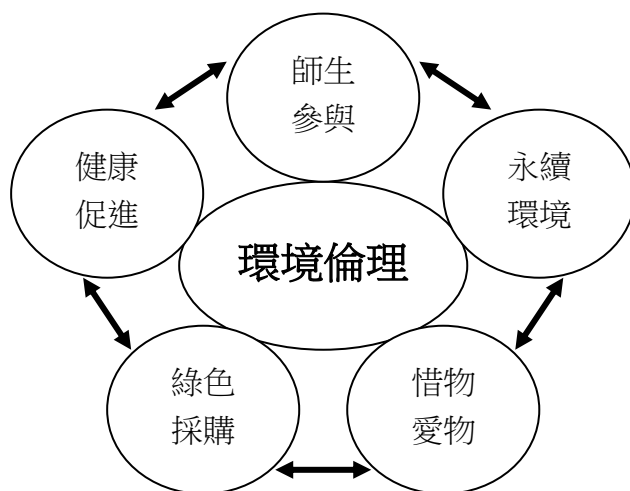 師生
參與
健康
促進
永續
環境
環境倫理
綠色
採購
惜物
愛物